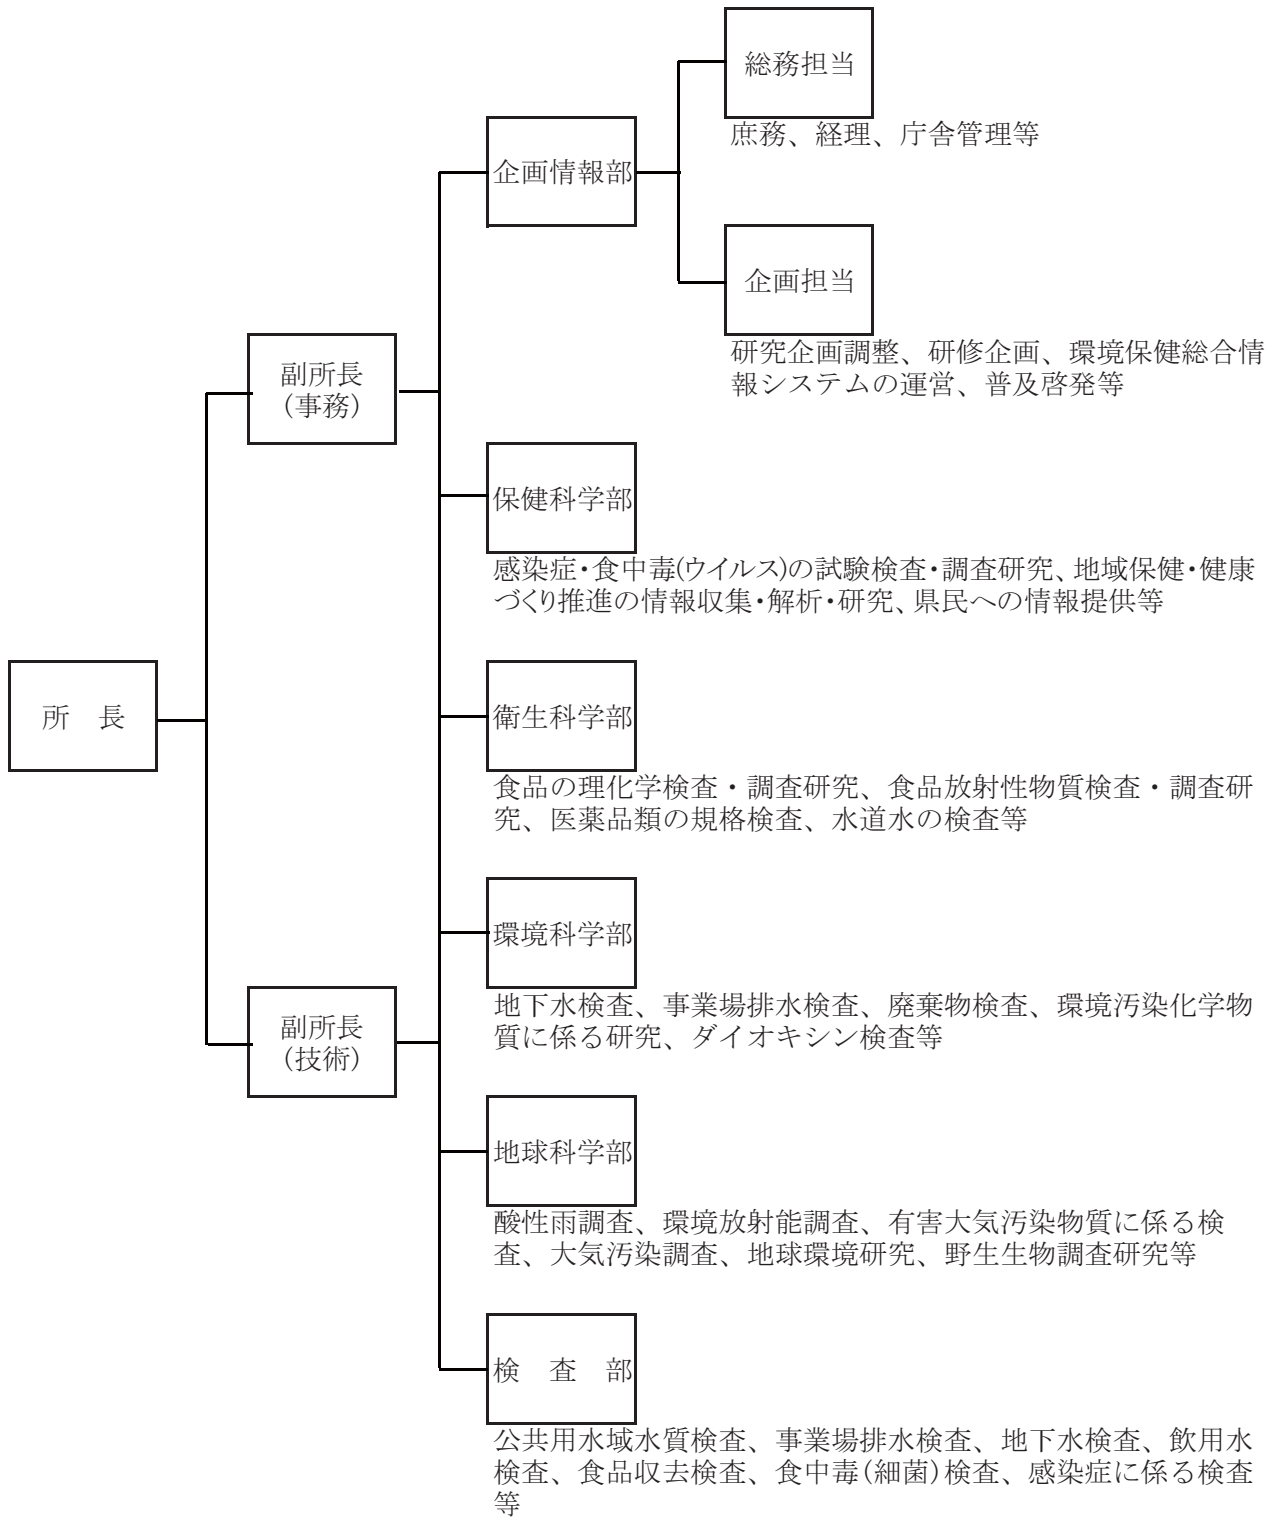 総務担当
庶務、経理、庁舎管理等
企画情報部
企画担当
研究企画調整、研修企画、環境保健総合情
報システムの運営、普及啓発等
副所長
（事務）
保健科学部
感染症・食中毒(ウイルス)の試験検査・調査研究、地域保健・健康
づくり推進の情報収集・解析・研究、県民への情報提供等
所　長
衛生科学部
食品の理化学検査・調査研究、食品放射性物質検査・調査研
究、医薬品類の規格検査、水道水の検査等
環境科学部
地下水検査、事業場排水検査、廃棄物検査、環境汚染化学物
質に係る研究、ダイオキシン検査等
副所長
（技術）
地球科学部
酸性雨調査、環境放射能調査、有害大気汚染物質に係る検
査、大気汚染調査、地球環境研究、野生生物調査研究等
検　査　部
公共用水域水質検査、事業場排水検査、地下水検査、飲用水
検査、食品収去検査、食中毒（細菌）検査、感染症に係る検査
等